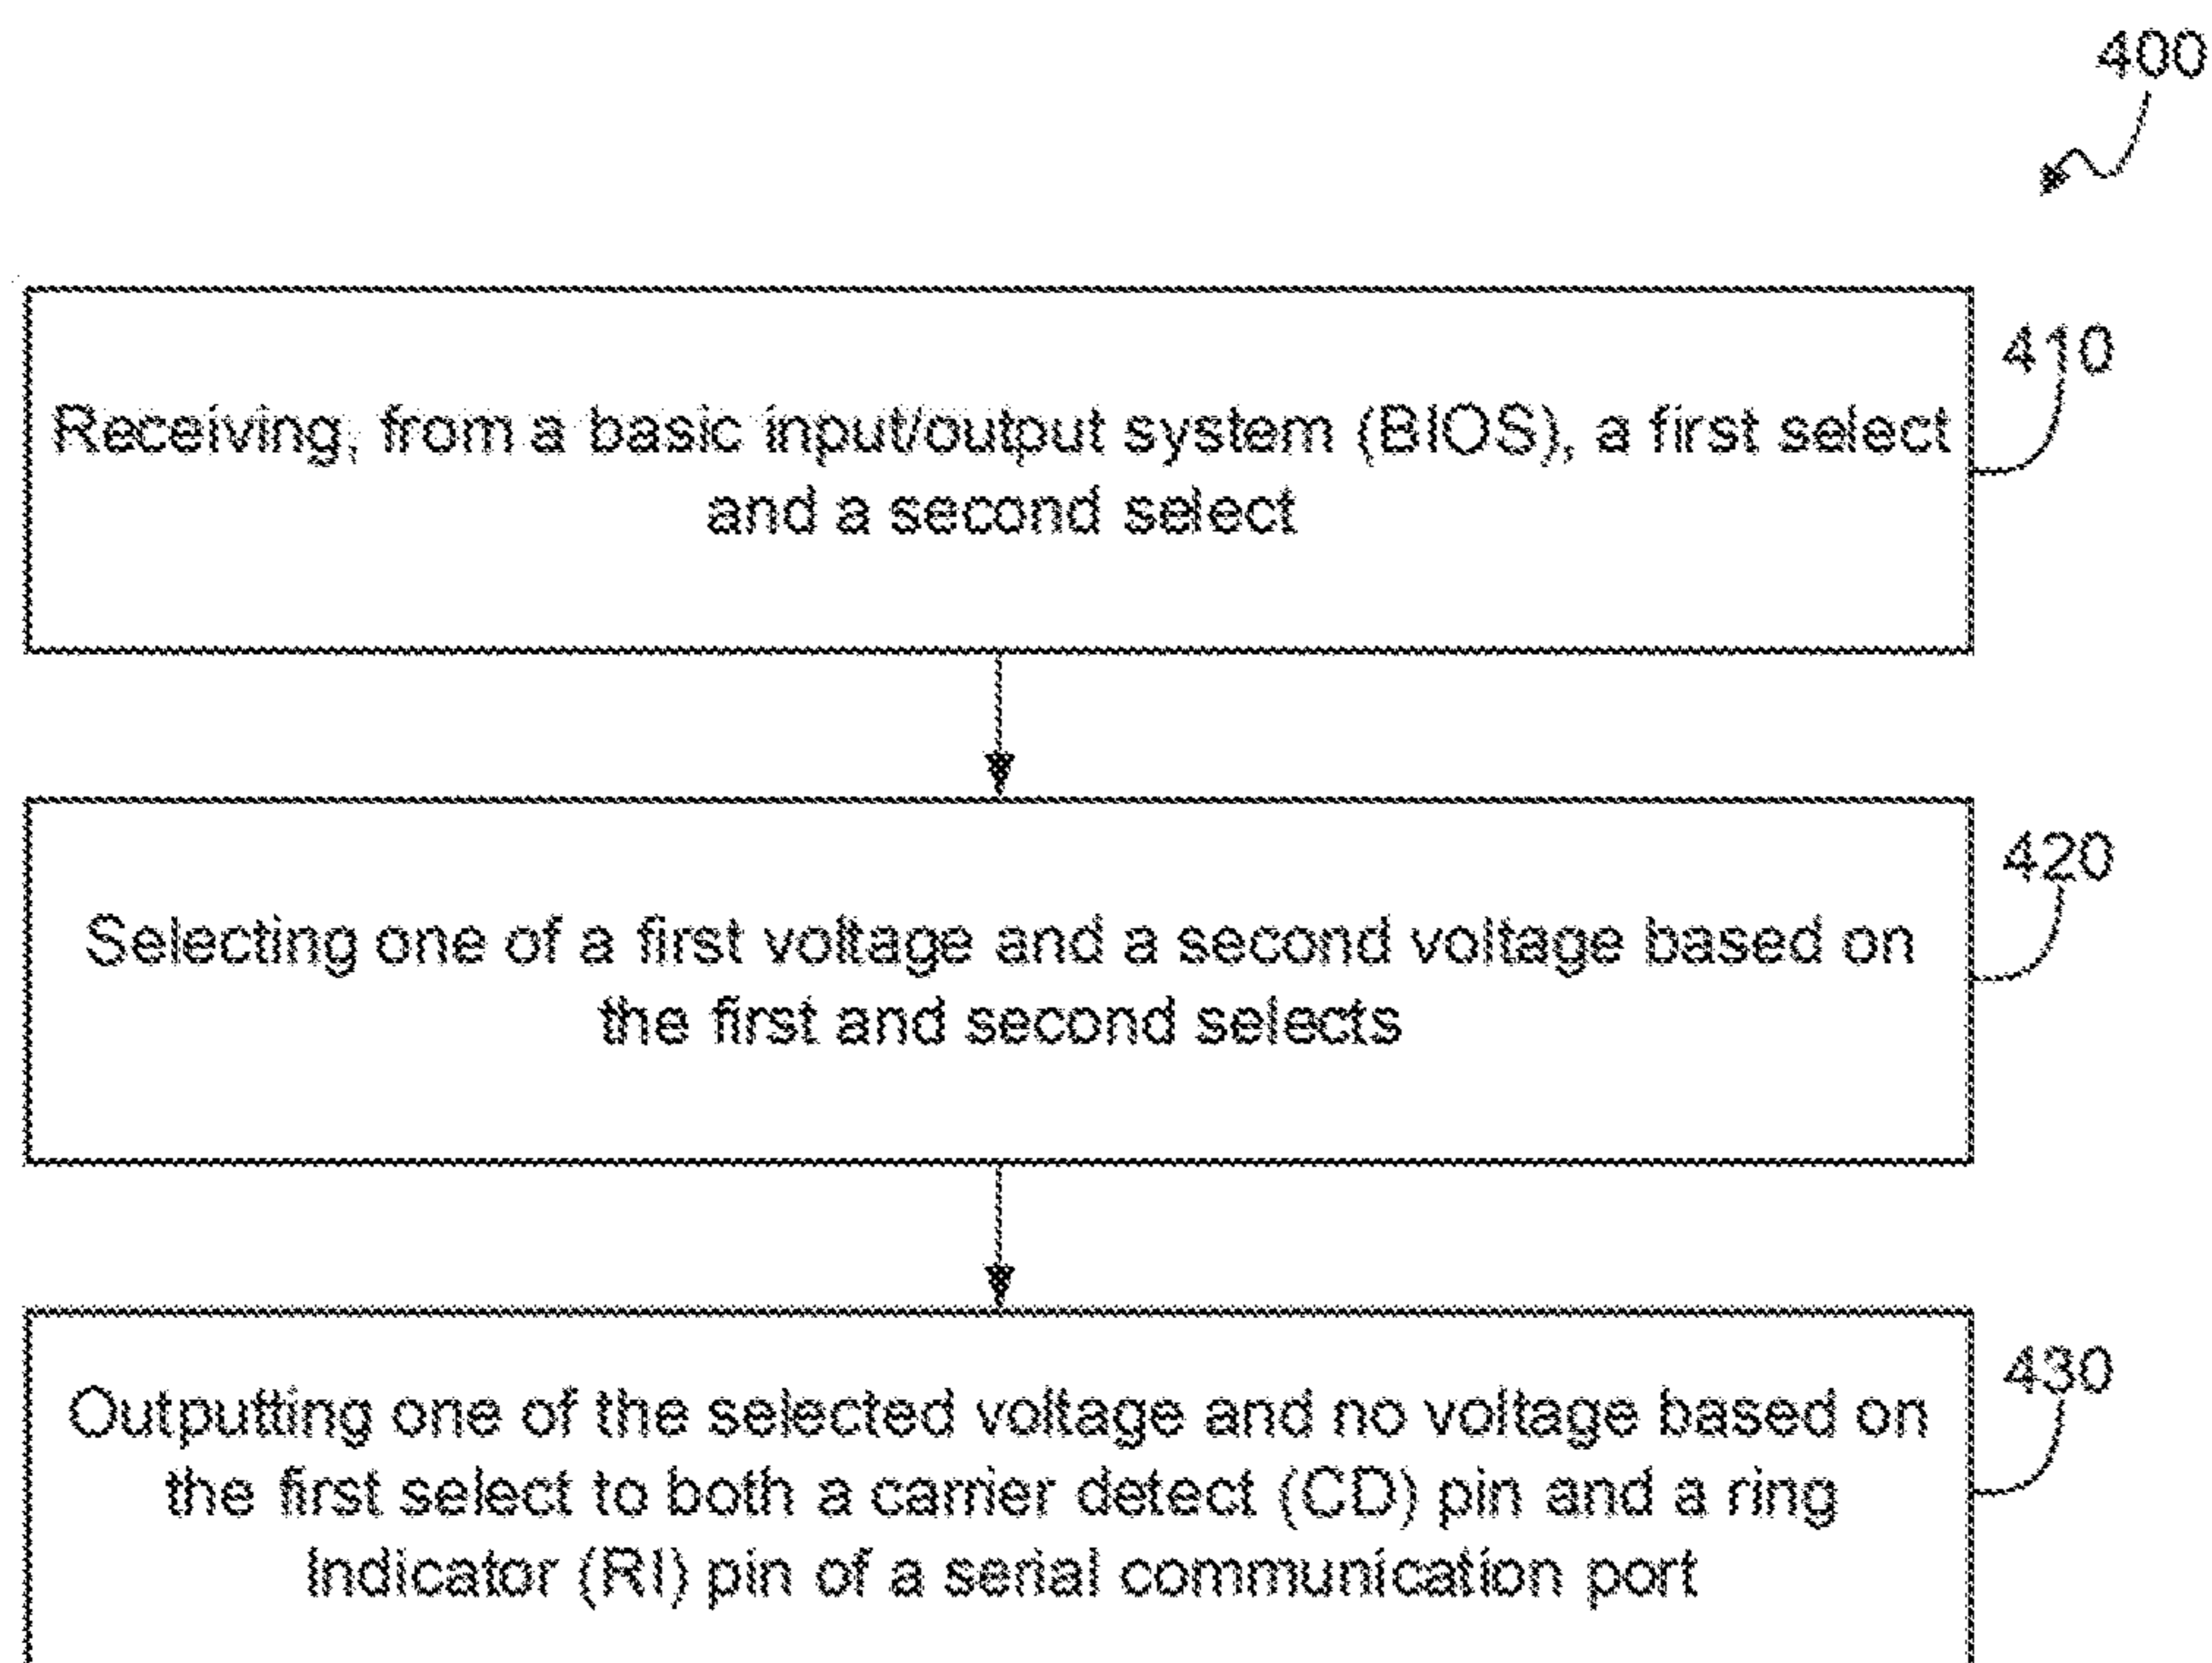 400
410
Receiving, from a basic input/output system (BIOS), a first select
and a second select
420
Selecting one of a first voltage and a second voltage based on
the first and second selects
430
Outputting one of the selected voltage and no voltage based on
the first select to both a carrier detect (CD) pin and a ring
Indicator (RI) pin of a serial communication port